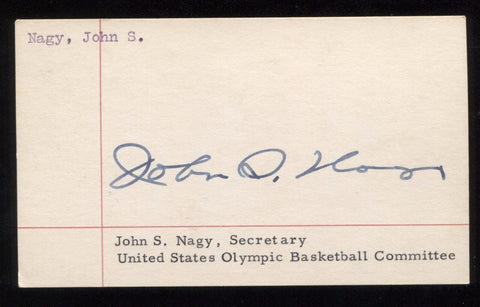 Nagy, John S.
John S. Nagy
John S. Nagy, Secretary
United States Olympic Basketball Committee